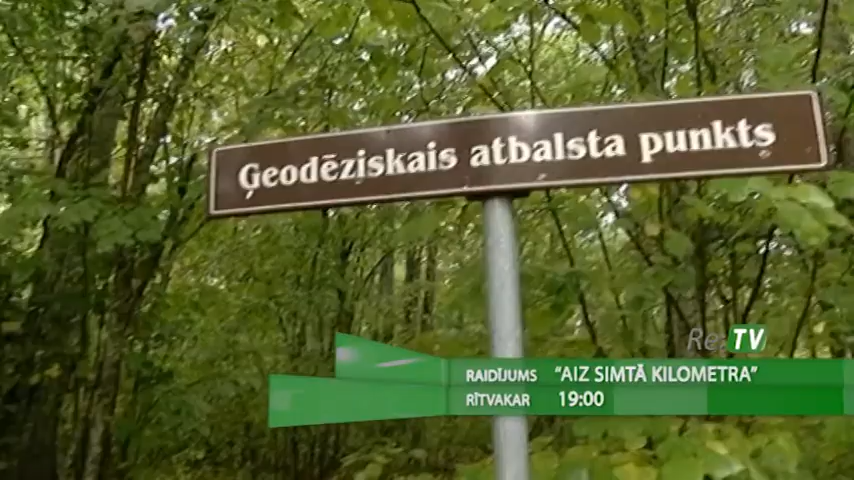 Ģeodēziskais atbalsta punkts
Re:TV
RAIDĪJUMS "AIZ SIMTĀ KILOMETRA"
RĪTVAKAR 19:00